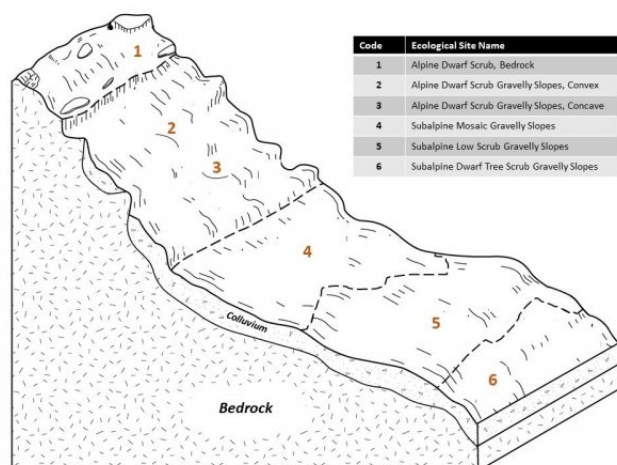 Code Ecological Site Name
1 Alpine Dwarf Scrub, Bedrock
2 Alpine Dwarf Scrub Gravelly Slopes, Convex
3 Alpine Dwarf Scrub Gravelly Slopes, Concave
4 Subalpine Mosaic Gravelly Slopes
5 Subalpine Low Scrub Gravelly Slopes
6 Subalpine Dwarf Tree Scrub Gravelly Slopes
1
2
3
4
5
6
Colluvium
Bedrock